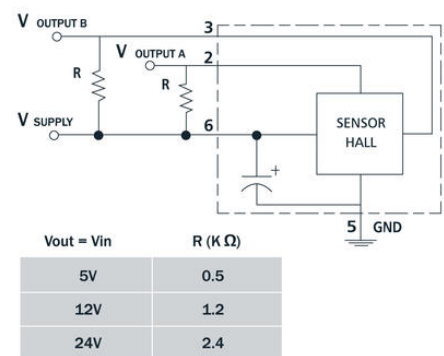 V OUTPUT B
3
V OUTPUT A
2
R
R
V SUPPLY
6
SENSOR
HALL
+
5 GND
Vout = Vin R (K Ω)
5V 0.5
12V 1.2
24V 2.4